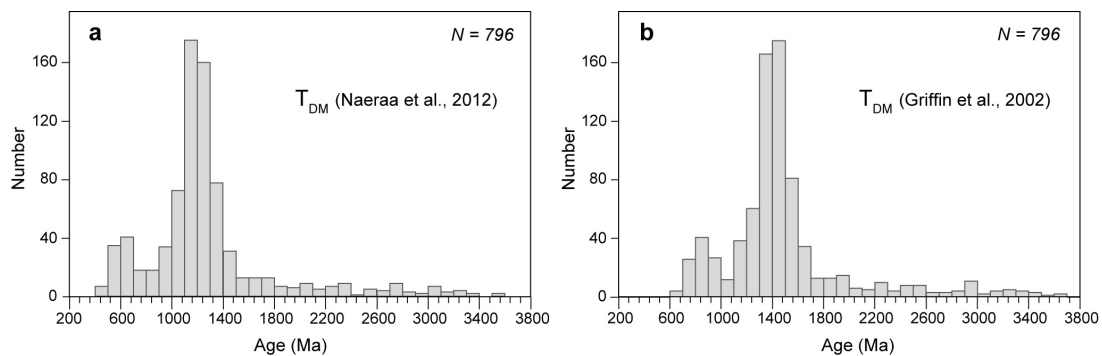 a
N = 796
T_DM (Naeraa et al., 2012)
160
120
80
40
0
Number
200 600 1000 1400 1800 2200 2600 3000 3400 3800
Age (Ma)
b
N = 796
T_DM (Griffin et al., 2002)
160
120
80
40
0
Number
200 600 1000 1400 1800 2200 2600 3000 3400 3800
Age (Ma)